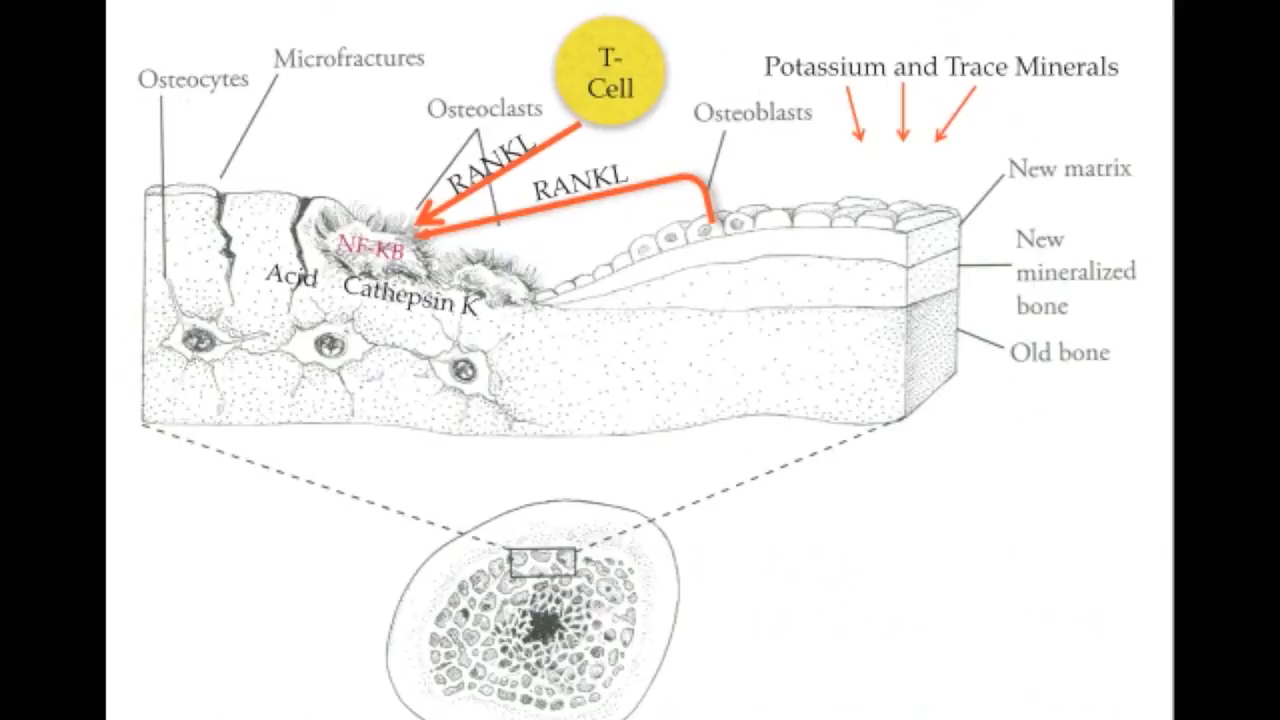 Osteocytes
Microfractures
Osteoclasts
T-
Cell
Osteoblasts
Potassium and Trace Minerals
RANKL
RANKL
New matrix
New
mineralized
bone
Old bone
NF-KB
Acid
Cathepsin K